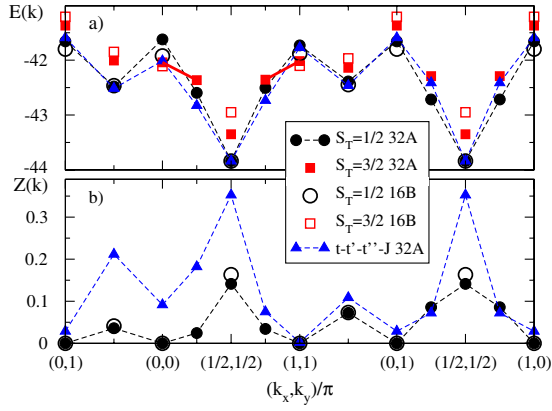 E(k)
a)
-42
-43
-44
S_T=1/2 32A
S_T=3/2 32A
S_T=1/2 16B
S_T=3/2 16B
t-t'-t''-J 32A
Z(k)
b)
0.3
0.2
0.1
0
(0,1) (0,0) (1/2,1/2) (1,1) (0,1) (1/2,1/2) (1,0)
(k_x,k_y)/π